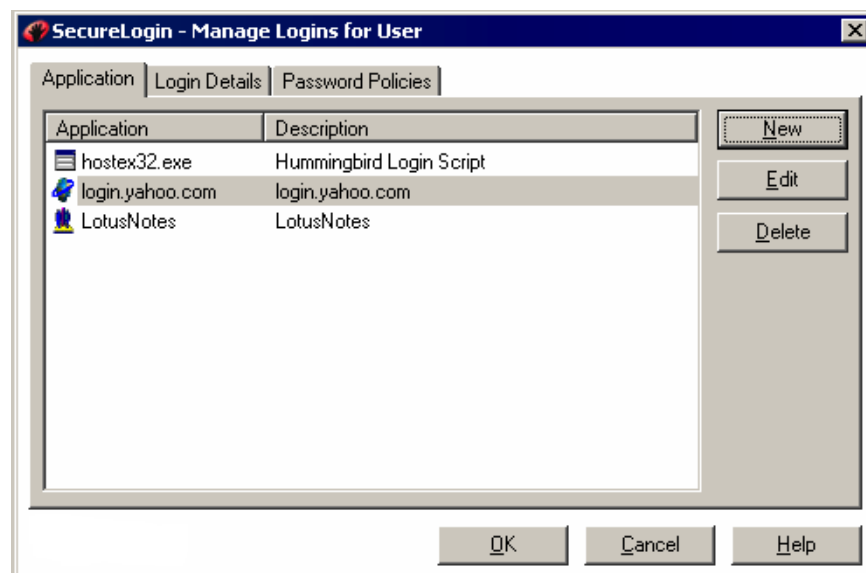 SecureLogin - Manage Logins for User
Application Login Details Password Policies
Application Description
hostex32.exe Hummingbird Login Script
login.yahoo.com login.yahoo.com
LotusNotes LotusNotes
New
Edit
Delete
OK Cancel Help